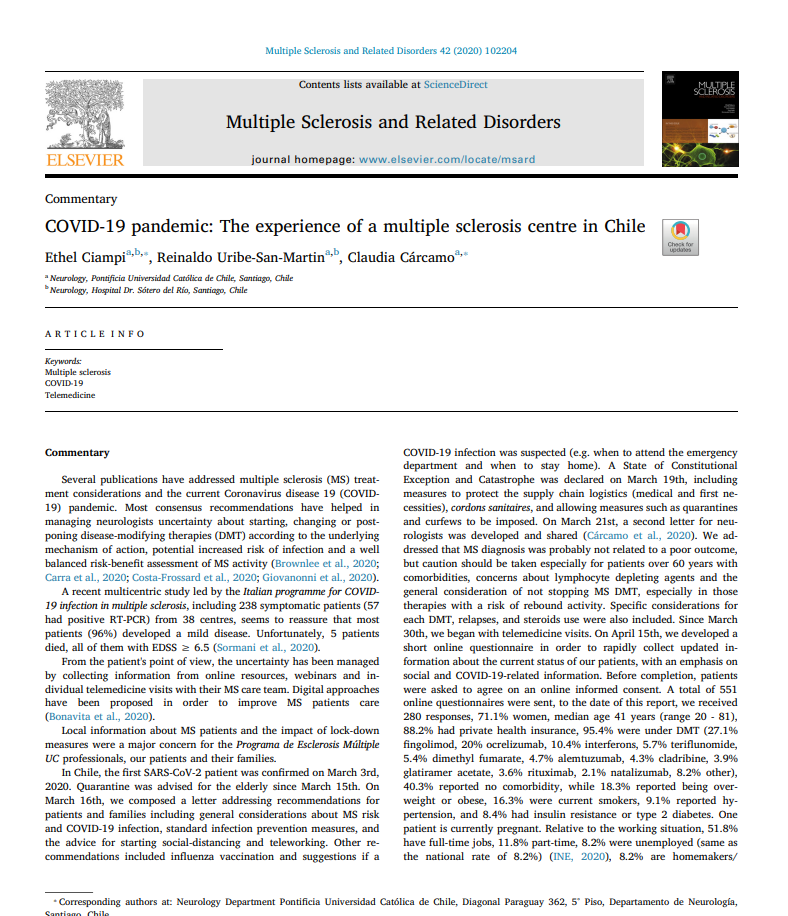 Multiple Sclerosis and Related Disorders 42 (2020) 102204
Contents lists available at ScienceDirect
Multiple Sclerosis and Related Disorders
journal homepage: www.elsevier.com/locate/msard
ELSEVIER
MULTIPLE
SCLEROSIS
Commentary
COVID-19 pandemic: The experience of a multiple sclerosis centre in Chile
Check for
updates
Ethel Ciampia,b,*, Reinaldo Uribe-San-Martina,b, Claudia Cárcamoa,*
a Neurology, Pontificia Universidad Católica de Chile, Santiago, Chile
b Neurology, Hospital Dr. Sótero del Río, Santiago, Chile
ARTICLE INFO
Keywords:
Multiple sclerosis
COVID-19
Telemedicine
Commentary
Several publications have addressed multiple sclerosis (MS) treat-
ment considerations and the current Coronavirus disease 19 (COVID-
19) pandemic. Most consensus recommendations have helped in
managing neurologists uncertainty about starting, changing or post-
poning disease-modifying therapies (DMT) according to the underlying
mechanism of action, potential increased risk of infection and a well
balanced risk-benefit assessment of MS activity (Brownlee et al., 2020;
Carra et al., 2020; Costa-Frossard et al., 2020; Giovanonni et al., 2020).
A recent multicentric study led by the Italian programme for COVID-
19 infection in multiple sclerosis, including 238 symptomatic patients (57
had positive RT-PCR) from 38 centres, seems to reassure that most
patients (96%) developed a mild disease. Unfortunately, 5 patients
died, all of them with EDSS ≥ 6.5 (Sormani et al., 2020).
From the patient's point of view, the uncertainty has been managed
by collecting information from online resources, webinars and in-
dividual telemedicine visits with their MS care team. Digital approaches
have been proposed in order to improve MS patients care
(Bonavita et al., 2020).
Local information about MS patients and the impact of lock-down
measures were a major concern for the Programa de Esclerosis Múltiple
UC professionals, our patients and their families.
In Chile, the first SARS-CoV-2 patient was confirmed on March 3rd,
2020. Quarantine was advised for the elderly since March 15th. On
March 16th, we composed a letter addressing recommendations for
patients and families including general considerations about MS risk
and COVID-19 infection, standard infection prevention measures, and
the advice for starting social-distancing and teleworking. Other re-
commendations included influenza vaccination and suggestions if a
COVID-19 infection was suspected (e.g. when to attend the emergency
department and when to stay home). A State of Constitutional
Exception and Catastrophe was declared on March 19th, including
measures to protect the supply chain logistics (medical and first ne-
cessities), cordons sanitaires, and allowing measures such as quarantines
and curfews to be imposed. On March 21st, a second letter for neu-
rologists was developed and shared (Cárcamo et al., 2020). We ad-
dressed that MS diagnosis was probably not related to a poor outcome,
but caution should be taken especially for patients over 60 years with
comorbidities, concerns about lymphocyte depleting agents and the
general consideration of not stopping MS DMT, especially in those
therapies with a risk of rebound activity. Specific considerations for
each DMT, relapses, and steroids use were also included. Since March
30th, we began with telemedicine visits. On April 15th, we developed a
short online questionnaire in order to rapidly collect updated in-
formation about the current status of our patients, with an emphasis on
social and COVID-19-related information. Before completion, patients
were asked to agree on an online informed consent. A total of 551
online questionnaires were sent, to the date of this report, we received
280 responses, 71.1% women, median age 41 years (range 20 - 81),
88.2% had private health insurance, 95.4% were under DMT (27.1%
fingolimod, 20% ocrelizumab, 10.4% interferons, 5.7% teriflunomide,
5.4% dimethyl fumarate, 4.7% alemtuzumab, 4.3% cladribine, 3.9%
glatiramer acetate, 3.6% rituximab, 2.1% natalizumab, 8.2% other),
40.3% reported no comorbidity, while 18.3% reported being over-
weight or obese, 16.3% were current smokers, 9.1% reported hy-
pertension, and 8.4% had insulin resistance or type 2 diabetes. One
patient is currently pregnant. Relative to the working situation, 51.8%
have full-time jobs, 11.8% part-time, 8.2% were unemployed (same as
the national rate of 8.2%) (INE, 2020), 8.2% are homemakers/
* Corresponding authors at: Neurology Department Pontificia Universidad Católica de Chile, Diagonal Paraguay 362, 5° Piso, Departamento de Neurología,
Santiago, Chile